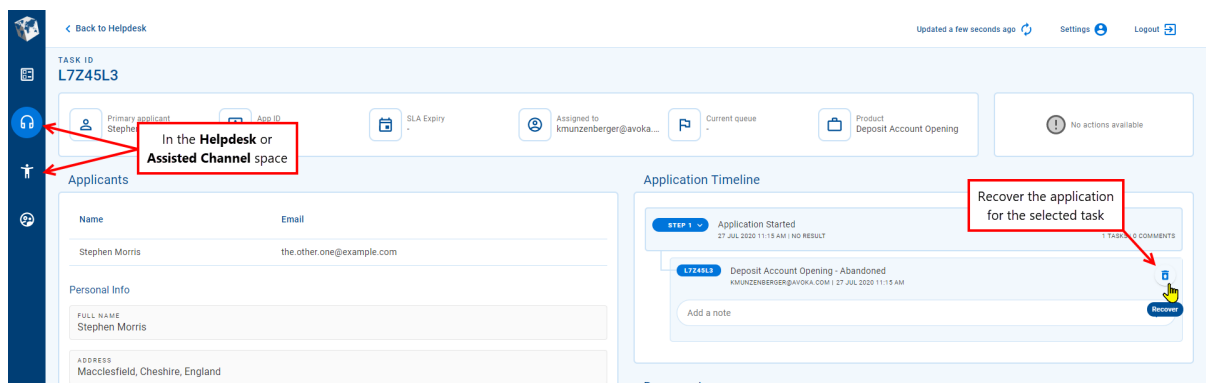 Back to Helpdesk
Updated a few seconds ago
Settings
Logout
TASK ID
L7Z45L3
Primary applicant
Stephen
App ID
SLA Expiry
-
Assigned to
kmunzenberger@avoka....
Current queue
-
Product
Deposit Account Opening
No actions available
In the Helpdesk or
Assisted Channel space
Applicants
Name Email
Stephen Morris the.other.one@example.com
Personal Info
FULL NAME
Stephen Morris
ADDRESS
Macclesfield, Cheshire, England
Application Timeline
Recover the application
for the selected task
STEP 1
Application Started
27 JUL 2020 11:15 AM | NO RESULT
1 TASKS 0 COMMENTS
L7Z45L3
Deposit Account Opening - Abandoned
KMUNZENBERGER@AVOKA.COM | 27 JUL 2020 11:15 AM
Add a note
Recover